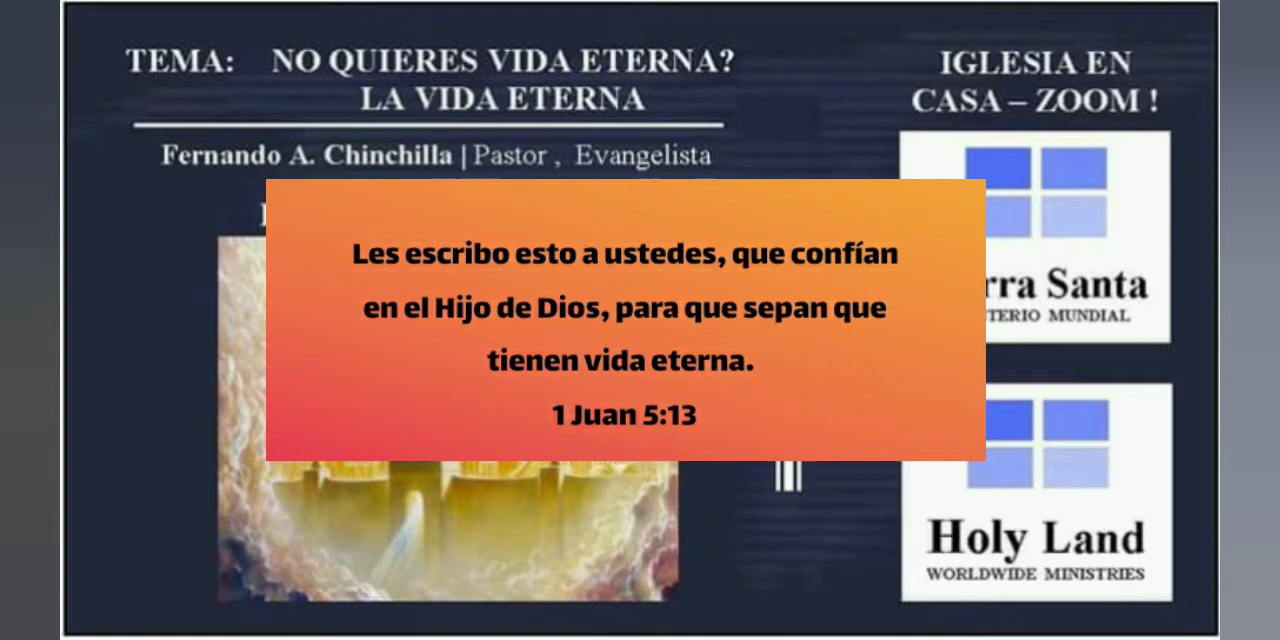 TEMA: NO QUIERES VIDA ETERNA?
LA VIDA ETERNA
Fernando A. Chinchilla | Pastor , Evangelista
IGLESIA EN
CASA – ZOOM !
Les escribo esto a ustedes, que confían
en el Hijo de Dios, para que sepan que
tienen vida eterna.
1 Juan 5:13
Santa
MUNDIAL
Holy Land
WORLDWIDE MINISTRIES